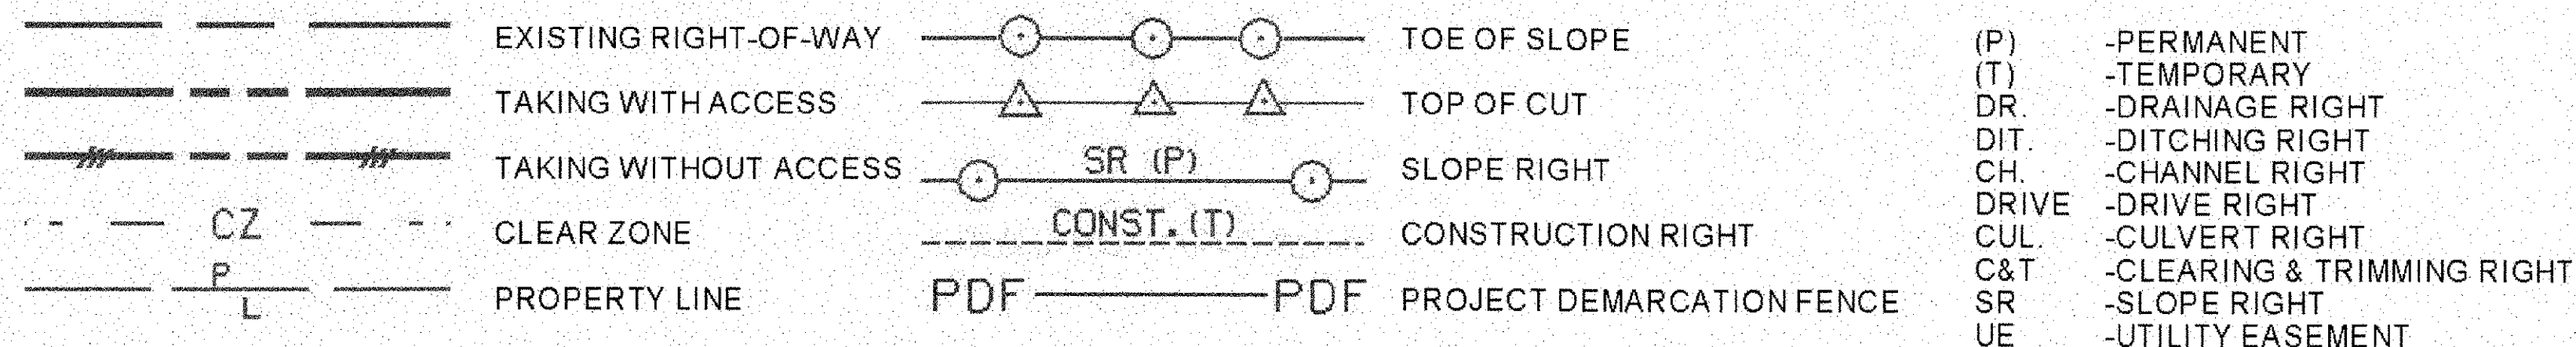 EXISTING RIGHT-OF-WAY
TAKING WITH ACCESS
TAKING WITHOUT ACCESS
CZ CLEAR ZONE
P
L PROPERTY LINE
TOE OF SLOPE
TOP OF CUT
SR (P) SLOPE RIGHT
CONST. (T) CONSTRUCTION RIGHT
PDF PDF PROJECT DEMARCATION FENCE
(P) -PERMANENT
(T) -TEMPORARY
DR. -DRAINAGE RIGHT
DIT. -DITCHING RIGHT
CH. -CHANNEL RIGHT
DRIVE -DRIVE RIGHT
CUL. -CULVERT RIGHT
C&T -CLEARING & TRIMMING RIGHT
SR -SLOPE RIGHT
UE -UTILITY EASEMENT